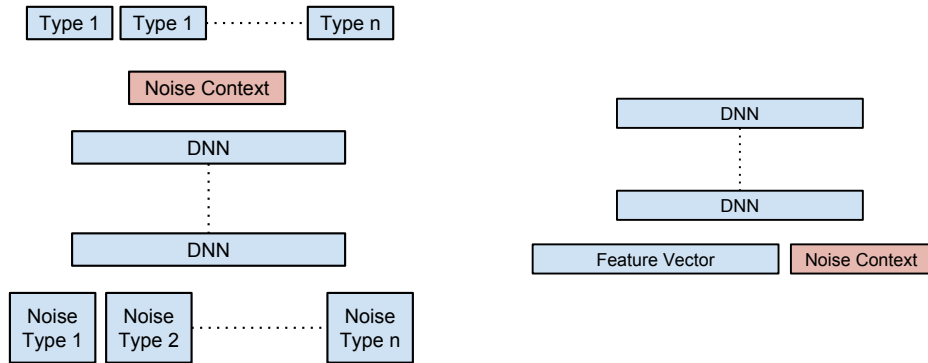 Type 1 Type 1 Type n
Noise Context
DNN
DNN
Noise Type 1 Noise Type 2 Noise Type n
DNN
DNN
Feature Vector Noise Context